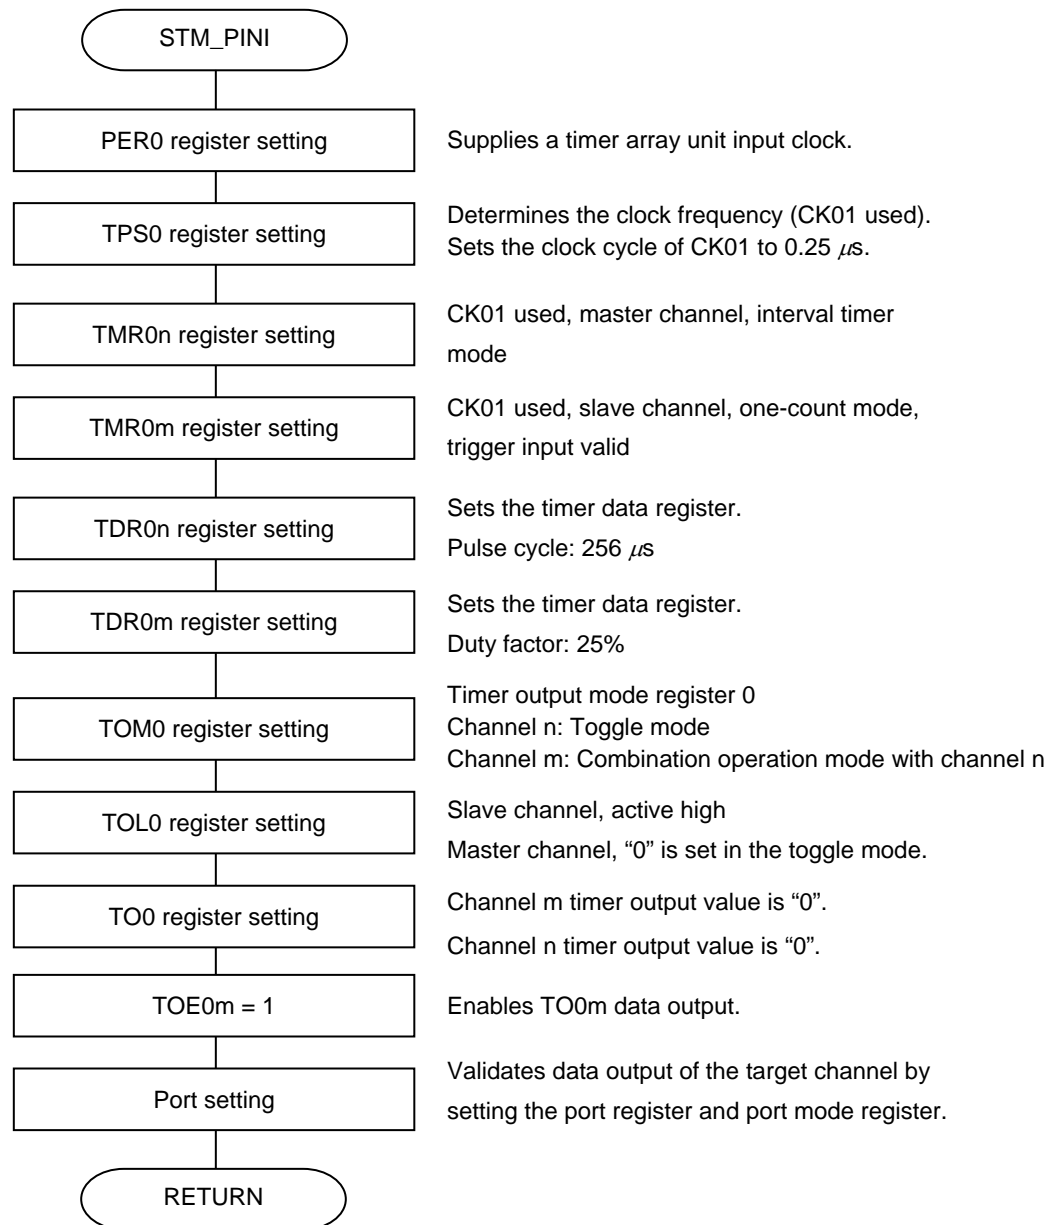 STM_PINI
PER0 register setting
Supplies a timer array unit input clock.
TPS0 register setting
Determines the clock frequency (CK01 used).
Sets the clock cycle of CK01 to 0.25 μs.
TMR0n register setting
CK01 used, master channel, interval timer
mode
TMR0m register setting
CK01 used, slave channel, one-count mode,
trigger input valid
TDR0n register setting
Sets the timer data register.
Pulse cycle: 256 μs
TDR0m register setting
Sets the timer data register.
Duty factor: 25%
TOM0 register setting
Timer output mode register 0
Channel n: Toggle mode
Channel m: Combination operation mode with channel n
TOL0 register setting
Slave channel, active high
Master channel, “0” is set in the toggle mode.
TO0 register setting
Channel m timer output value is “0”.
Channel n timer output value is “0”.
TOE0m = 1
Enables TO0m data output.
Port setting
Validates data output of the target channel by
setting the port register and port mode register.
RETURN